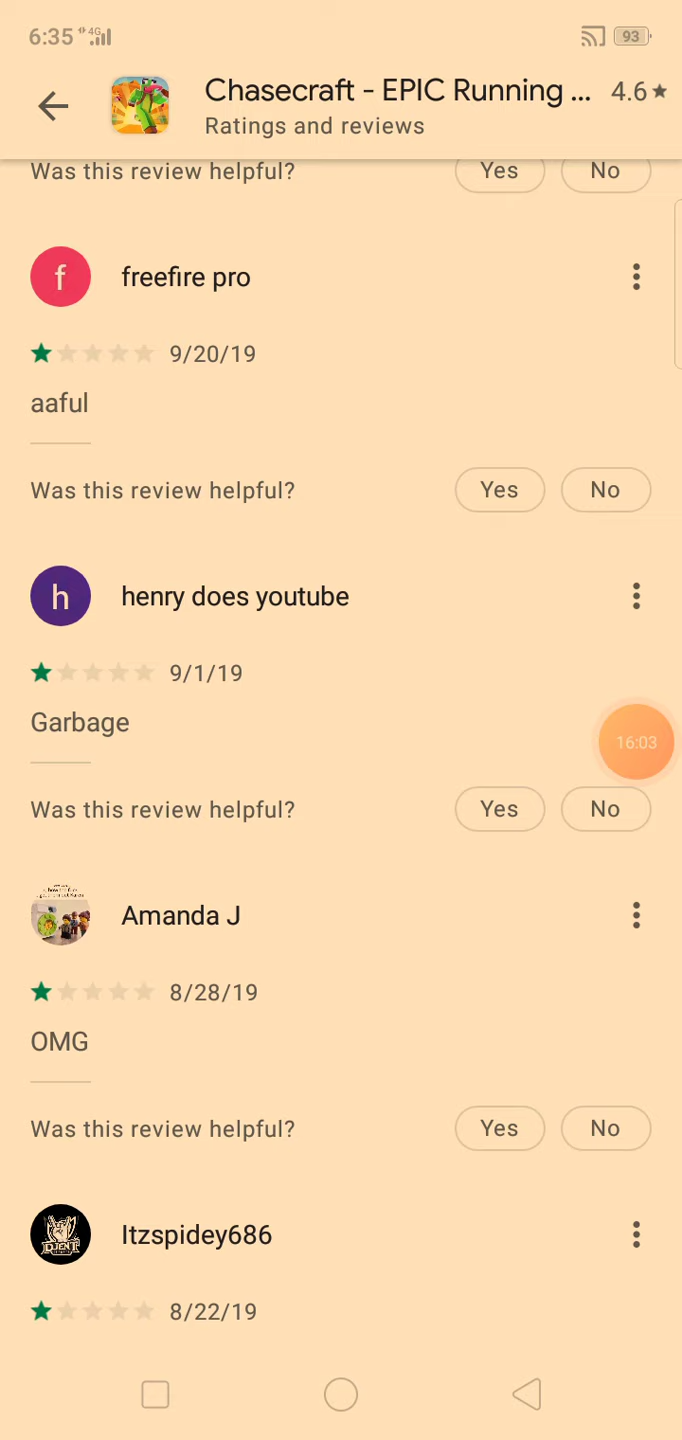 6:35 4G 93
Chasecraft - EPIC Running ... 4.6★
Ratings and reviews
Was this review helpful? Yes No
f freefire pro
9/20/19
aaful
Was this review helpful? Yes No
h henry does youtube
9/1/19
Garbage
16:03
Was this review helpful? Yes No
Amanda J
8/28/19
OMG
Was this review helpful? Yes No
DJENT
Itzspidey686
8/22/19